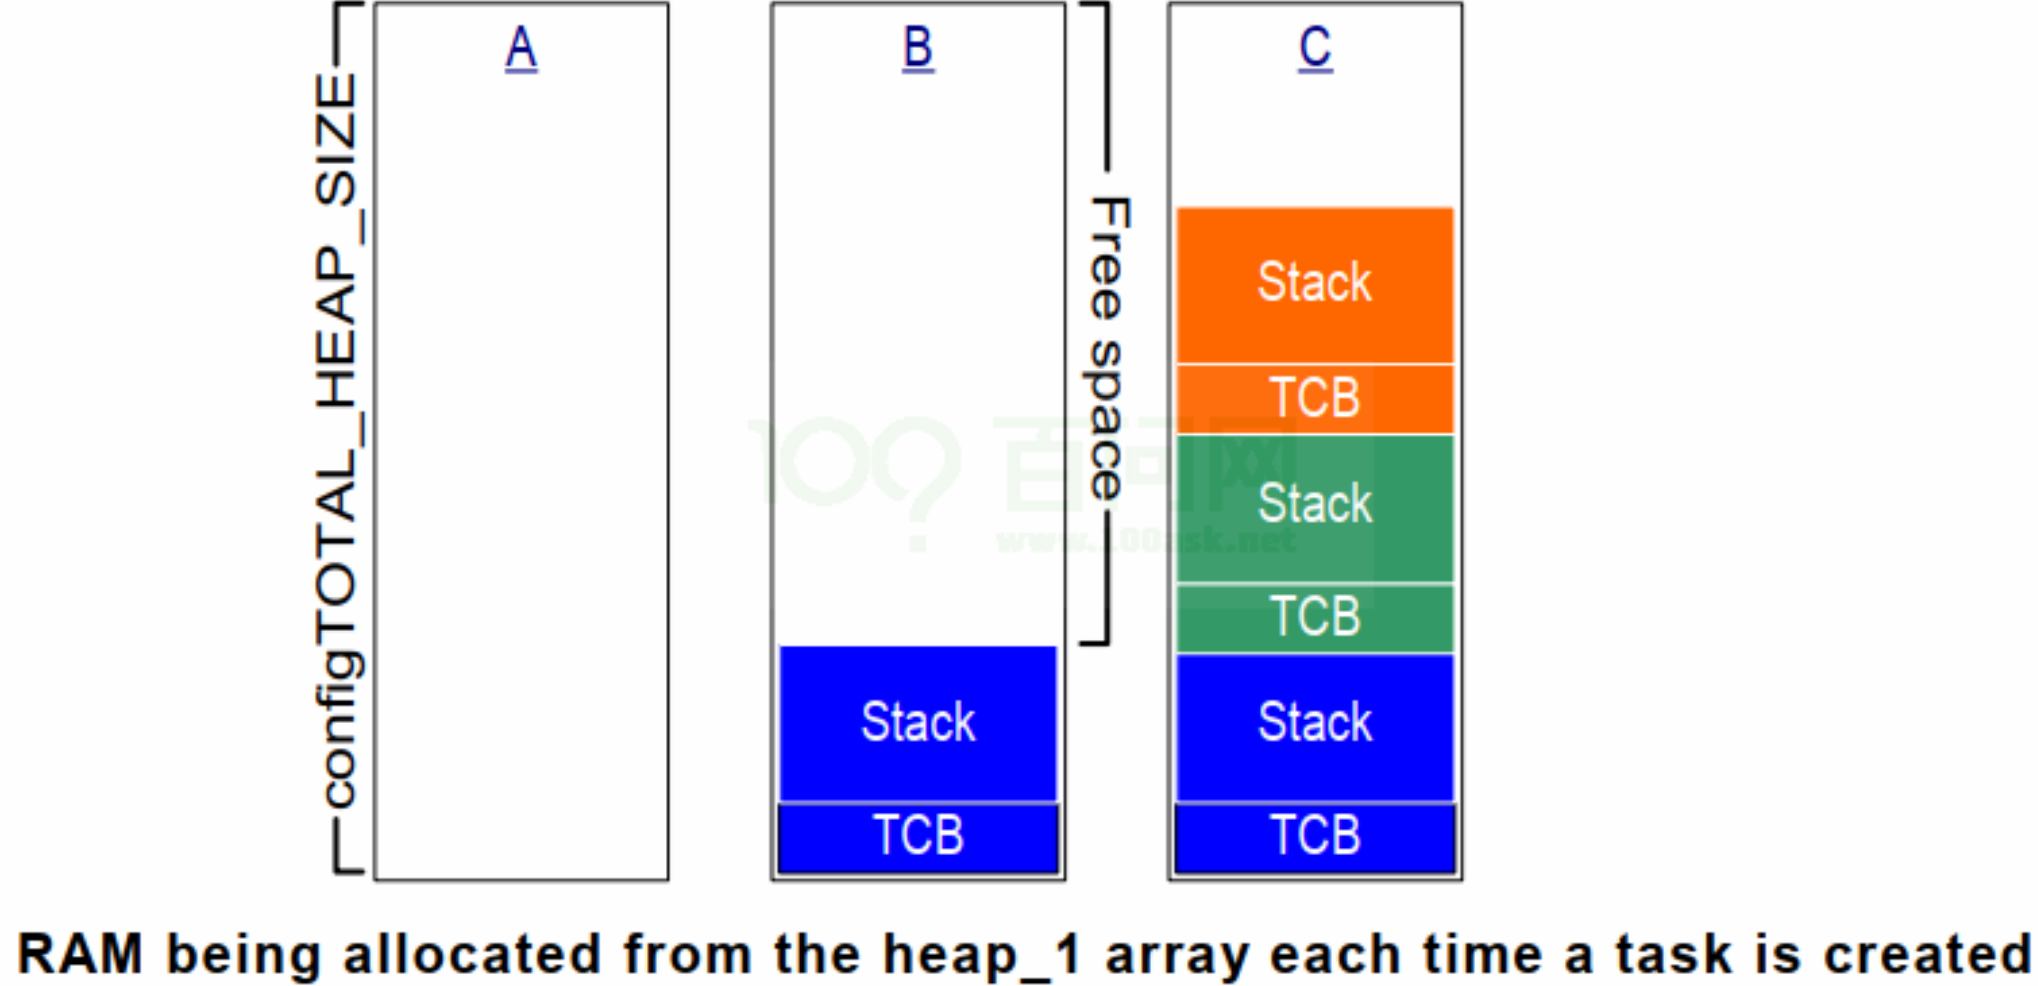 configTOTAL_HEAP_SIZE
A
B
Free space
C
Stack
TCB
Stack
TCB
Stack
TCB
Stack
TCB
100? 百问网
www.100ask.net
RAM being allocated from the heap_1 array each time a task is created